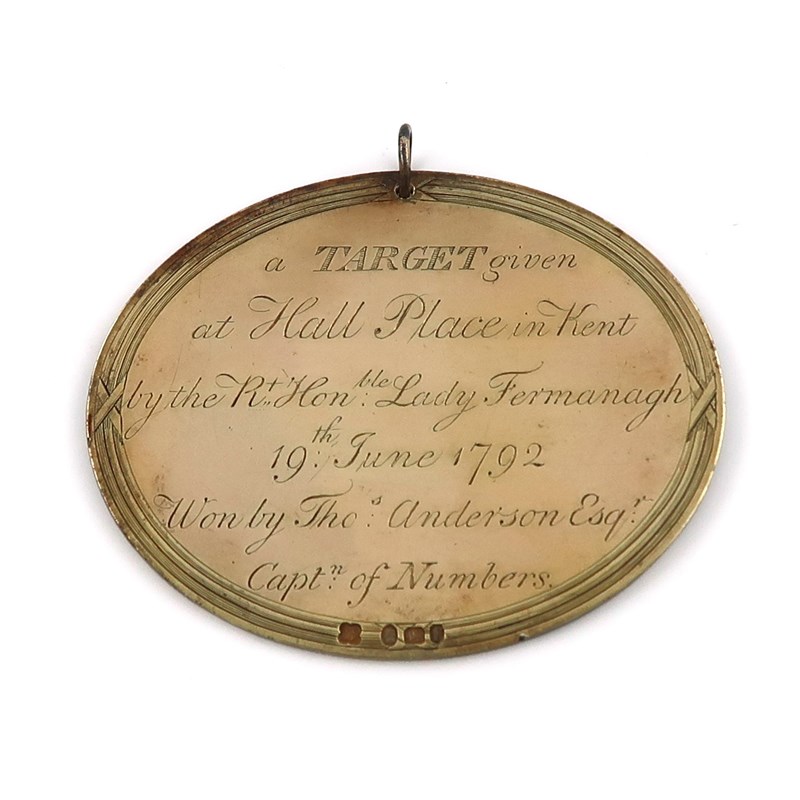 a TARGET given
at Hall Place in Kent
by the Rt. Honble. Lady Fermanagh
19th. June 1792
Won by Thos. Anderson Esqr.
Captn. of Numbers.